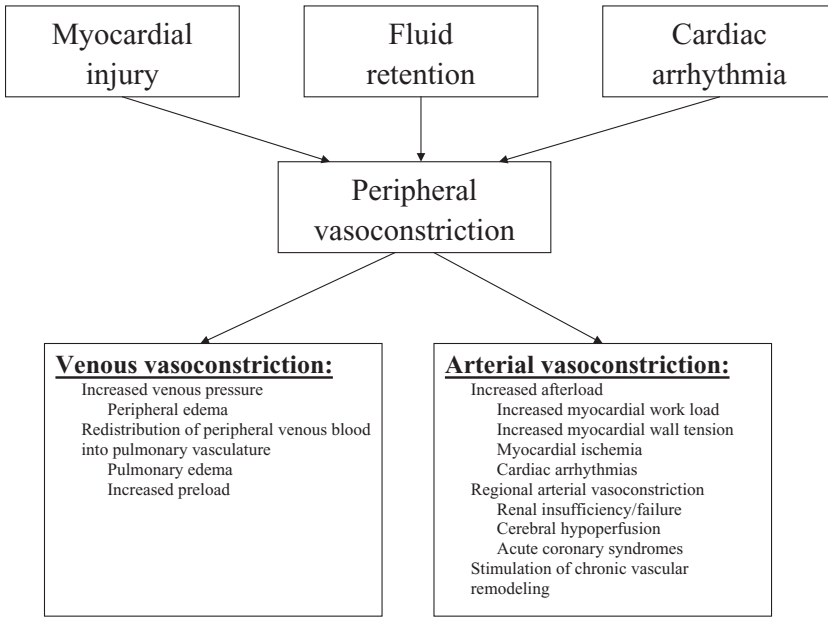 Myocardial
injury
Fluid
retention
Cardiac
arrhythmia
Peripheral
vasoconstriction
Venous vasoconstriction:
Increased venous pressure
Peripheral edema
Redistribution of peripheral venous blood
into pulmonary vasculature
Pulmonary edema
Increased preload
Arterial vasoconstriction:
Increased afterload
Increased myocardial work load
Increased myocardial wall tension
Myocardial ischemia
Cardiac arrhythmias
Regional arterial vasoconstriction
Renal insufficiency/failure
Cerebral hypoperfusion
Acute coronary syndromes
Stimulation of chronic vascular
remodeling